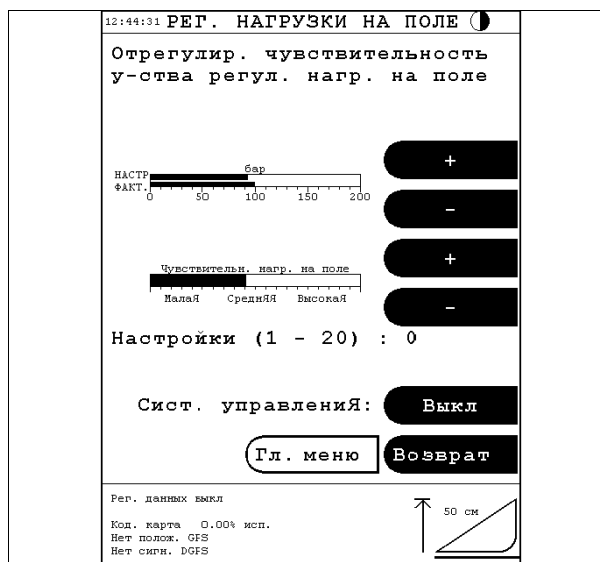 12:44:31 РЕГ. НАГРУЗКИ НА ПОЛЕ
Отрегулир. чувствительность
у-ства регул. нагр. на поле
бар
НАСТР
ФАКТ.
0 50 100 150 200
+
-
Чувствительн. нагр. на поле
МалаЯ СреднЯЯ ВысокаЯ
+
-
Настройки (1 - 20) : 0
Сист. управлениЯ: Выкл
Гл. меню Возврат
Рег. данных выкл
Код. карта 0.00% исп.
Нет полож. GPS
Нет сигн. DGPS
50 см